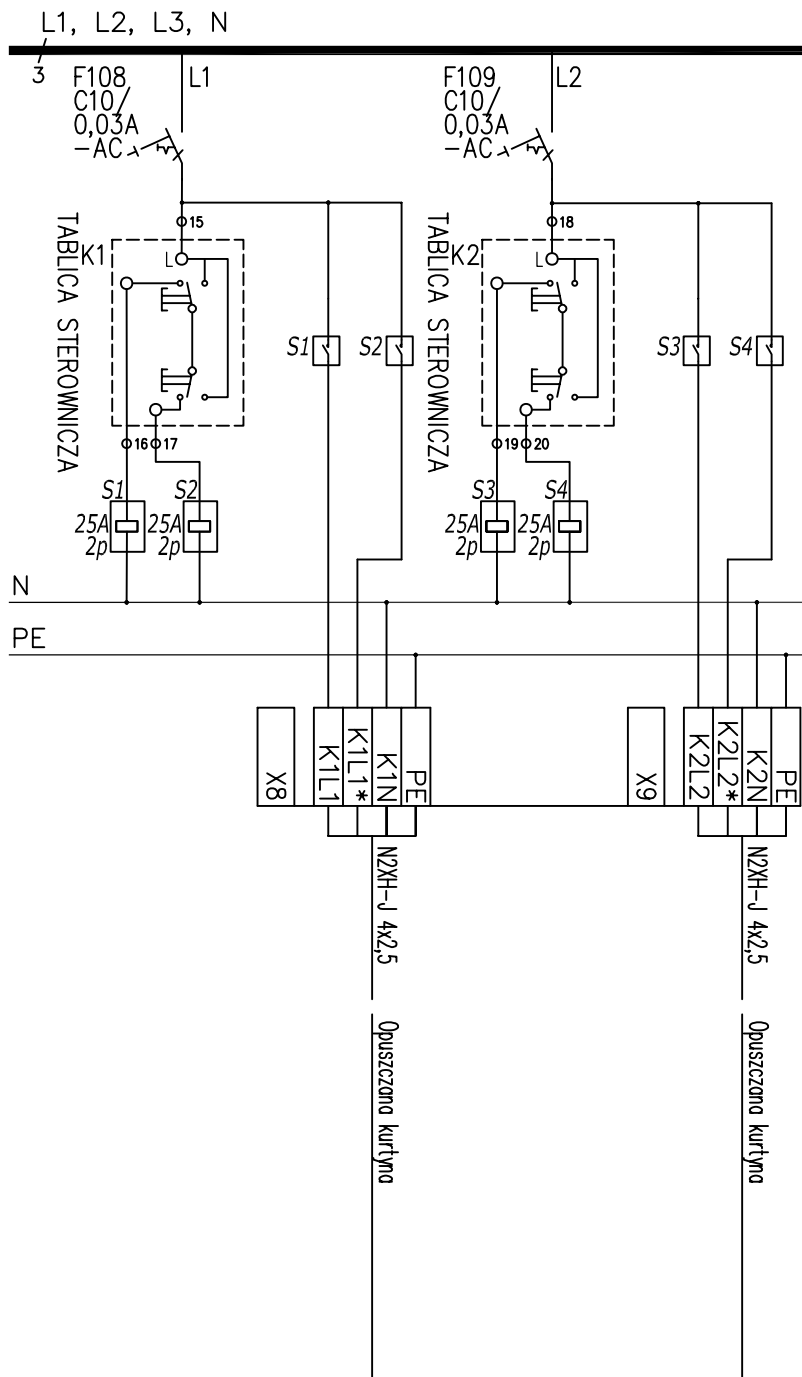 L1, L2, L3, N
3
F108
C10/
0,03A
-AC
L1
F109
C10/
0,03A
-AC
L2
15
18
TABLICA STEROWNICZA
K1
L
TABLICA STEROWNICZA
K2
L
S1
S2
S3
S4
16
17
19
20
S1
25A
2p
S2
25A
2p
S3
25A
2p
S4
25A
2p
N
PE
X8
K1L1
K1L1*
K1N
PE
X9
K2L2
K2L2*
K2N
PE
N2XH-J 4x2,5
N2XH-J 4x2,5
Opuszczana kurtyna
Opuszczana kurtyna